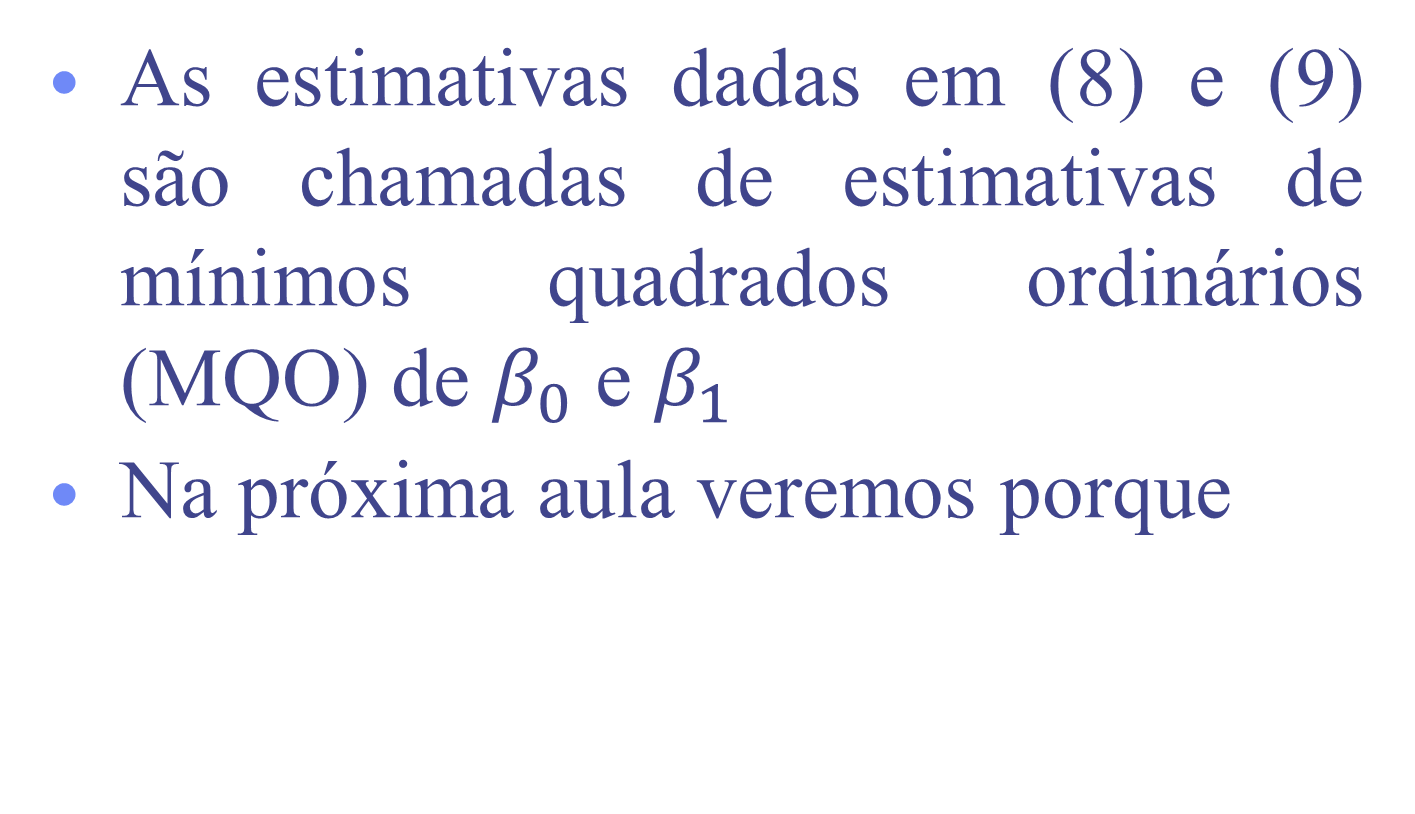 • As estimativas dadas em (8) e (9)
são chamadas de estimativas de
mínimos quadrados ordinários
(MQO) de 𝛽₀ e 𝛽₁
• Na próxima aula veremos porque